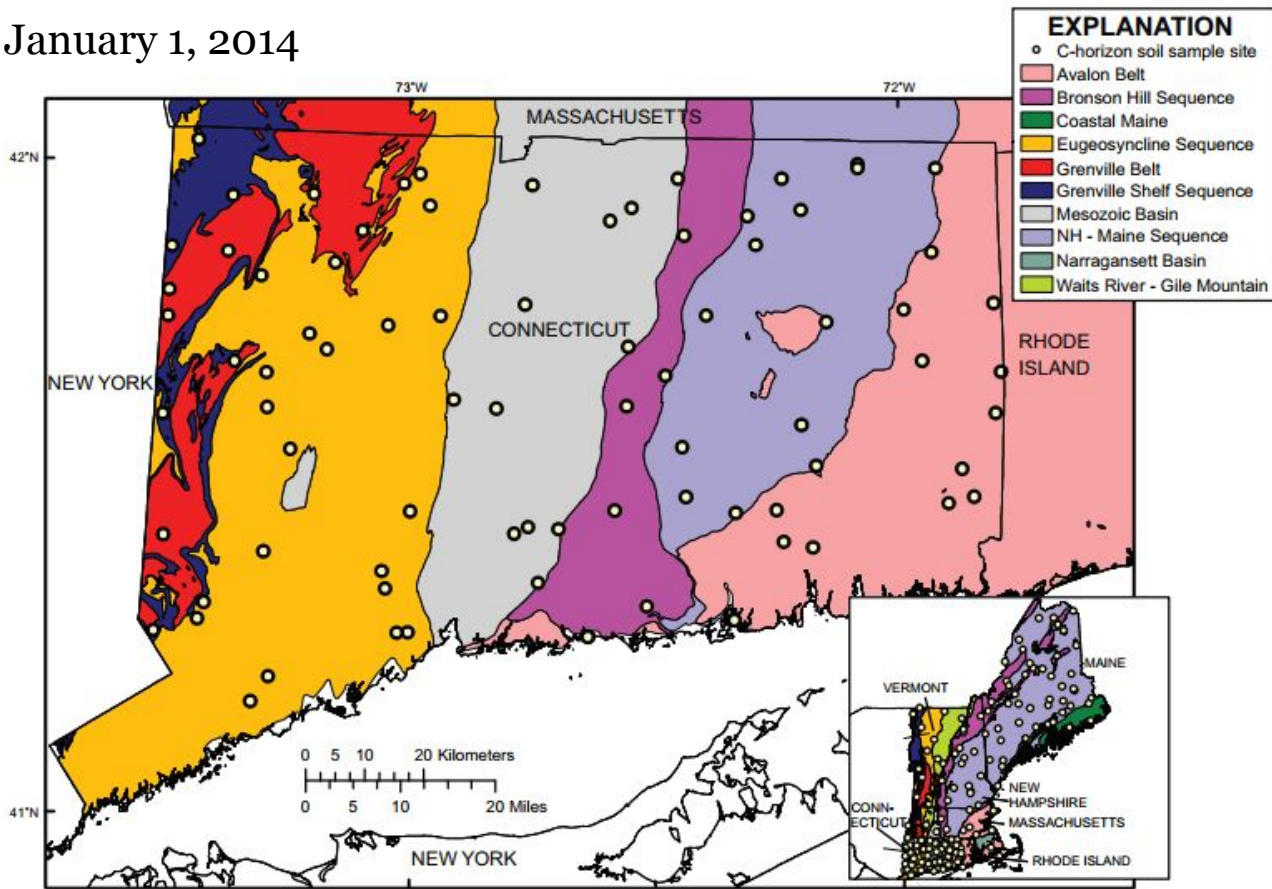 January 1, 2014
EXPLANATION
C-horizon soil sample site
Avalon Belt
Bronson Hill Sequence
Coastal Maine
Eugeosyncline Sequence
Grenville Belt
Grenville Shelf Sequence
Mesozoic Basin
NH - Maine Sequence
Narragansett Basin
Waits River - Gile Mountain
73°W
72°W
MASSACHUSETTS
42°N
CONNECTICUT
RHODE
ISLAND
NEW YORK
0 5 10 20 Kilometers
0 5 10 20 Miles
41°N
NEW YORK
MAINE
VERMONT
NEW
HAMPSHIRE
CONN-
ECTICUT
MASSACHUSETTS
RHODE ISLAND